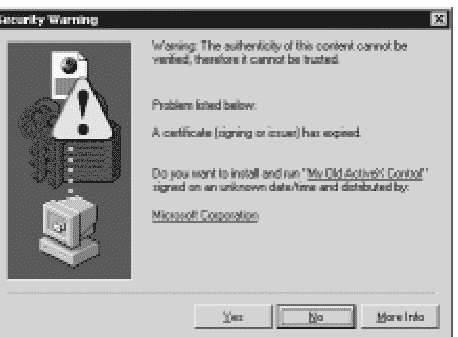 Security Warning
Warning: The authenticity of this content cannot be
verified, therefore it cannot be trusted.
Problem listed below:
A certificate (signing or issuer) has expired.
Do you want to install and run "My Old ActiveX Control"
signed on an unknown date/time and distributed by:
Microsoft Corporation
Yes No More Info